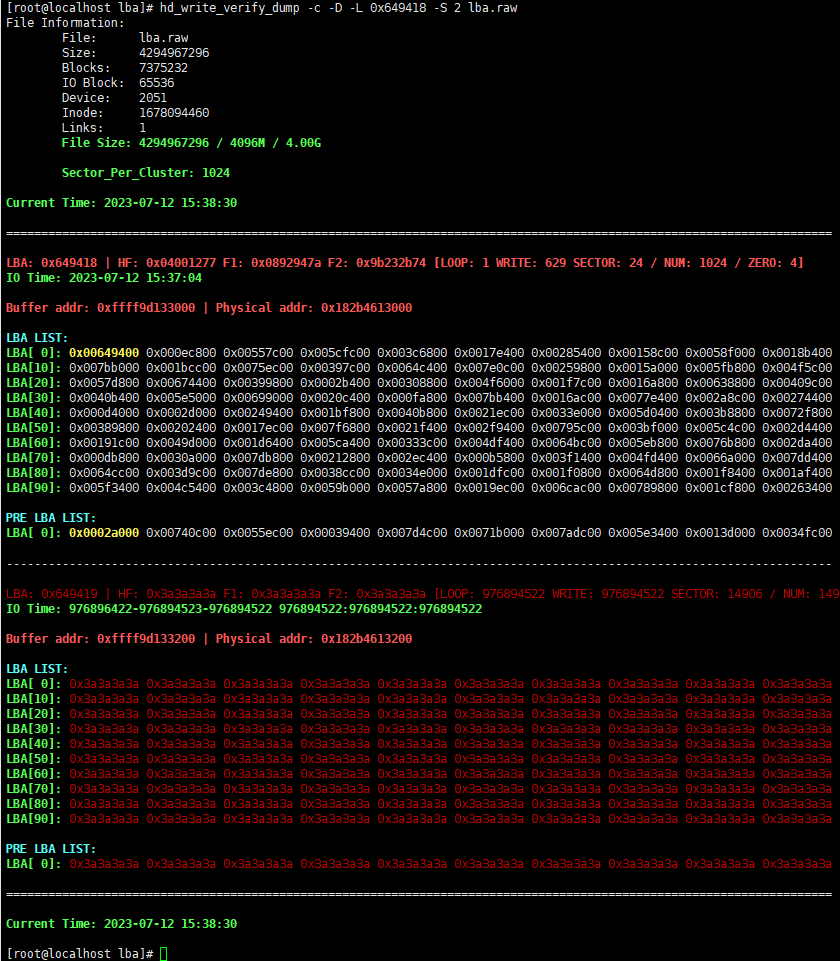 [root@localhost lba]# hd_write_verify_dump -c -D -L 0x649418 -S 2 lba.raw
File Information:
File: lba.raw
Size: 4294967296
Blocks: 7375232
IO Block: 65536
Device: 2051
Inode: 1678094460
Links: 1
File Size: 4294967296 / 4096M / 4.00G
Sector_Per_Cluster: 1024
Current Time: 2023-07-12 15:38:30
======================================================================================================================
LBA: 0x649418 | HF: 0x04001277 F1: 0x0892947a F2: 0x9b232b74 [LOOP: 1 WRITE: 629 SECTOR: 24 / NUM: 1024 / ZERO: 4]
IO Time: 2023-07-12 15:37:04
Buffer addr: 0xffff9d133000 | Physical addr: 0x182b4613000
LBA LIST:
LBA[ 0]: 0x00649400 0x000ec800 0x00557c00 0x005cfc00 0x003c6800 0x0017e400 0x00285400 0x00158c00 0x0058f000 0x0018b400
LBA[10]: 0x007bb000 0x001bcc00 0x0075ec00 0x00397c00 0x0064c400 0x007e0c00 0x00259800 0x0015a000 0x005fb800 0x004f5c00
LBA[20]: 0x0057d800 0x00674400 0x00399800 0x0002b400 0x00308800 0x004f6000 0x001f7c00 0x0016a800 0x00638800 0x00409c00
LBA[30]: 0x0040b400 0x005e5000 0x00699000 0x0020c400 0x000fa800 0x007bb400 0x0016ac00 0x0077e400 0x002a8c00 0x00274400
LBA[40]: 0x000d4000 0x0002d000 0x00249400 0x001bf800 0x0040b800 0x0021ec00 0x0033e000 0x005d0400 0x003b8800 0x0072f800
LBA[50]: 0x00389800 0x00202400 0x0017ec00 0x007f6800 0x0021f400 0x002f9400 0x00795c00 0x003bf000 0x005c4c00 0x002d4400
LBA[60]: 0x00191c00 0x0049d000 0x001d6400 0x005ca400 0x00333c00 0x004df400 0x0064bc00 0x005eb800 0x0076b800 0x002da400
LBA[70]: 0x000db800 0x0030a000 0x007db800 0x00212800 0x002ec400 0x000b5800 0x003f1400 0x004fd400 0x0066a000 0x007dd400
LBA[80]: 0x0064cc00 0x003d9c00 0x007de800 0x0038cc00 0x0034e000 0x001dfc00 0x001f0800 0x0064d800 0x001f8400 0x001af400
LBA[90]: 0x005f3400 0x004c5400 0x003c4800 0x0059b000 0x0057a800 0x0019ec00 0x006cac00 0x00789800 0x001cf800 0x00263400
PRE LBA LIST:
LBA[ 0]: 0x0002a000 0x00740c00 0x0055ec00 0x00039400 0x007d4c00 0x0071b000 0x007adc00 0x005e3400 0x0013d000 0x0034fc00
----------------------------------------------------------------------------------------------------------------------
LBA: 0x649419 | HF: 0x3a3a3a3a F1: 0x3a3a3a3a F2: 0x3a3a3a3a [LOOP: 976894522 WRITE: 976894522 SECTOR: 14906 / NUM: 149
IO Time: 976896422-976894523-976894522 976894522:976894522:976894522
Buffer addr: 0xffff9d133200 | Physical addr: 0x182b4613200
LBA LIST:
LBA[ 0]: 0x3a3a3a3a 0x3a3a3a3a 0x3a3a3a3a 0x3a3a3a3a 0x3a3a3a3a 0x3a3a3a3a 0x3a3a3a3a 0x3a3a3a3a 0x3a3a3a3a 0x3a3a3a3a
LBA[10]: 0x3a3a3a3a 0x3a3a3a3a 0x3a3a3a3a 0x3a3a3a3a 0x3a3a3a3a 0x3a3a3a3a 0x3a3a3a3a 0x3a3a3a3a 0x3a3a3a3a 0x3a3a3a3a
LBA[20]: 0x3a3a3a3a 0x3a3a3a3a 0x3a3a3a3a 0x3a3a3a3a 0x3a3a3a3a 0x3a3a3a3a 0x3a3a3a3a 0x3a3a3a3a 0x3a3a3a3a 0x3a3a3a3a
LBA[30]: 0x3a3a3a3a 0x3a3a3a3a 0x3a3a3a3a 0x3a3a3a3a 0x3a3a3a3a 0x3a3a3a3a 0x3a3a3a3a 0x3a3a3a3a 0x3a3a3a3a 0x3a3a3a3a
LBA[40]: 0x3a3a3a3a 0x3a3a3a3a 0x3a3a3a3a 0x3a3a3a3a 0x3a3a3a3a 0x3a3a3a3a 0x3a3a3a3a 0x3a3a3a3a 0x3a3a3a3a 0x3a3a3a3a
LBA[50]: 0x3a3a3a3a 0x3a3a3a3a 0x3a3a3a3a 0x3a3a3a3a 0x3a3a3a3a 0x3a3a3a3a 0x3a3a3a3a 0x3a3a3a3a 0x3a3a3a3a 0x3a3a3a3a
LBA[60]: 0x3a3a3a3a 0x3a3a3a3a 0x3a3a3a3a 0x3a3a3a3a 0x3a3a3a3a 0x3a3a3a3a 0x3a3a3a3a 0x3a3a3a3a 0x3a3a3a3a 0x3a3a3a3a
LBA[70]: 0x3a3a3a3a 0x3a3a3a3a 0x3a3a3a3a 0x3a3a3a3a 0x3a3a3a3a 0x3a3a3a3a 0x3a3a3a3a 0x3a3a3a3a 0x3a3a3a3a 0x3a3a3a3a
LBA[80]: 0x3a3a3a3a 0x3a3a3a3a 0x3a3a3a3a 0x3a3a3a3a 0x3a3a3a3a 0x3a3a3a3a 0x3a3a3a3a 0x3a3a3a3a 0x3a3a3a3a 0x3a3a3a3a
LBA[90]: 0x3a3a3a3a 0x3a3a3a3a 0x3a3a3a3a 0x3a3a3a3a 0x3a3a3a3a 0x3a3a3a3a 0x3a3a3a3a 0x3a3a3a3a 0x3a3a3a3a 0x3a3a3a3a
PRE LBA LIST:
LBA[ 0]: 0x3a3a3a3a 0x3a3a3a3a 0x3a3a3a3a 0x3a3a3a3a 0x3a3a3a3a 0x3a3a3a3a 0x3a3a3a3a 0x3a3a3a3a 0x3a3a3a3a 0x3a3a3a3a
======================================================================================================================
Current Time: 2023-07-12 15:38:30
[root@localhost lba]#